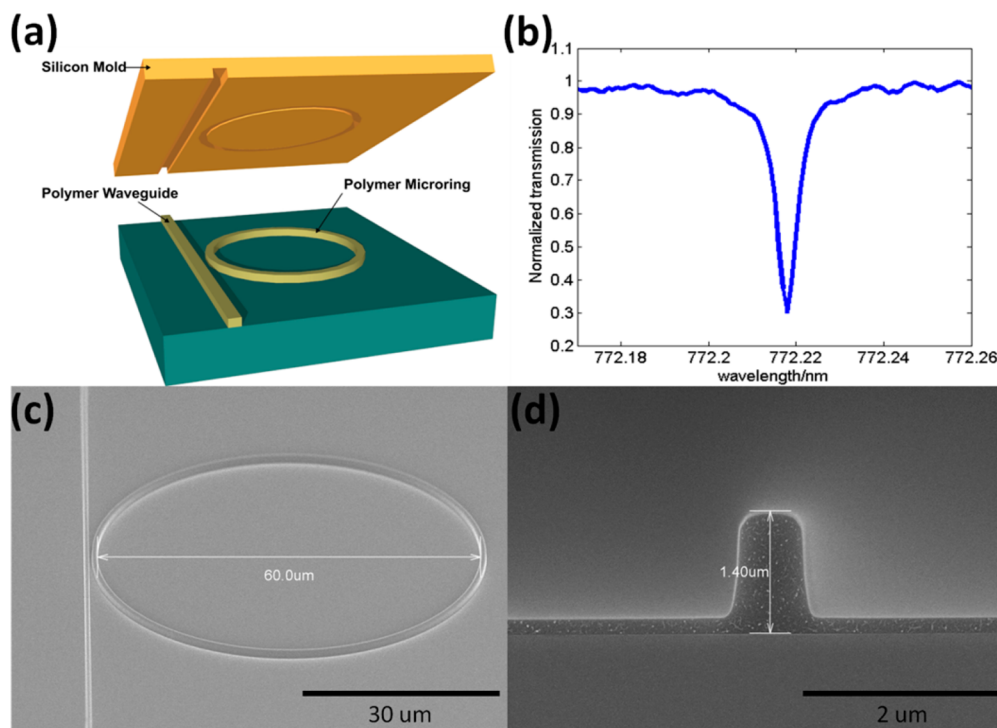 (a)
Silicon Mold
Polymer Waveguide
Polymer Microring
(b)
1.1
1
0.9
0.8
0.7
0.6
0.5
0.4
0.3
0.2
Normalized transmission
772.18
772.2
772.22
772.24
772.26
wavelength/nm
(c)
60.0um
30 um
(d)
1.40um
2 um